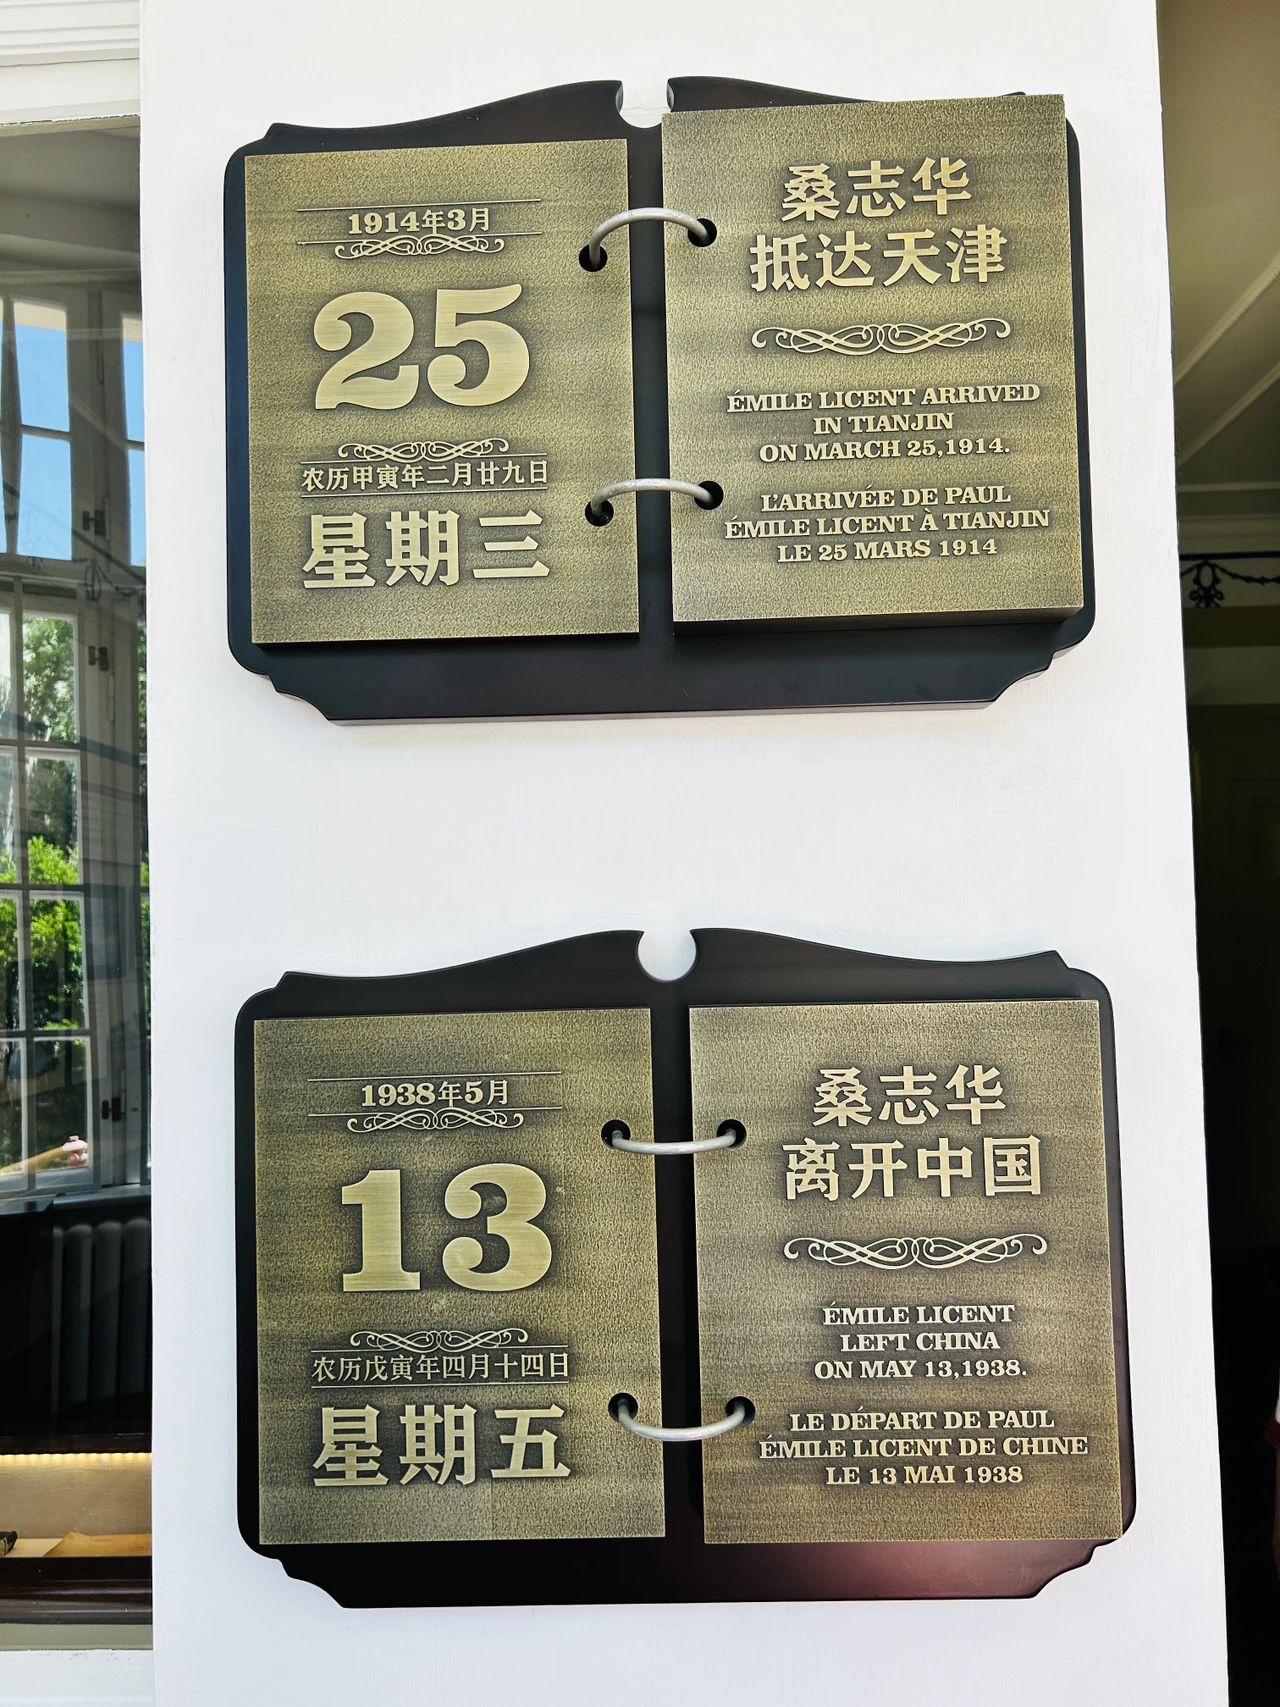 1914年3月
25
农历甲寅年二月廿九日
星期三
桑志华
抵达天津
ÉMILE LICENT ARRIVED
IN TIANJIN
ON MARCH 25,1914.
L'ARRIVÉE DE PAUL
ÉMILE LICENT À TIANJIN
LE 25 MARS 1914
1938年5月
13
农历戊寅年四月十四日
星期五
桑志华
离开中国
ÉMILE LICENT
LEFT CHINA
ON MAY 13,1938.
LE DÉPART DE PAUL
ÉMILE LICENT DE CHINE
LE 13 MAI 1938